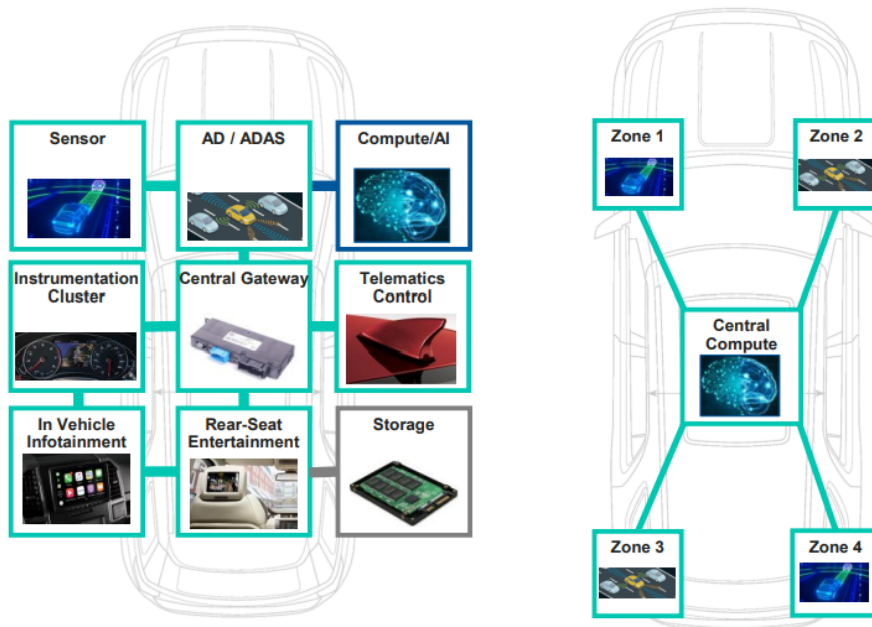 Sensor
AD / ADAS
Compute/AI
Instrumentation
Cluster
Central Gateway
Telematics
Control
In Vehicle
Infotainment
Rear-Seat
Entertainment
Storage
Zone 1
Zone 2
Central
Compute
Zone 3
Zone 4